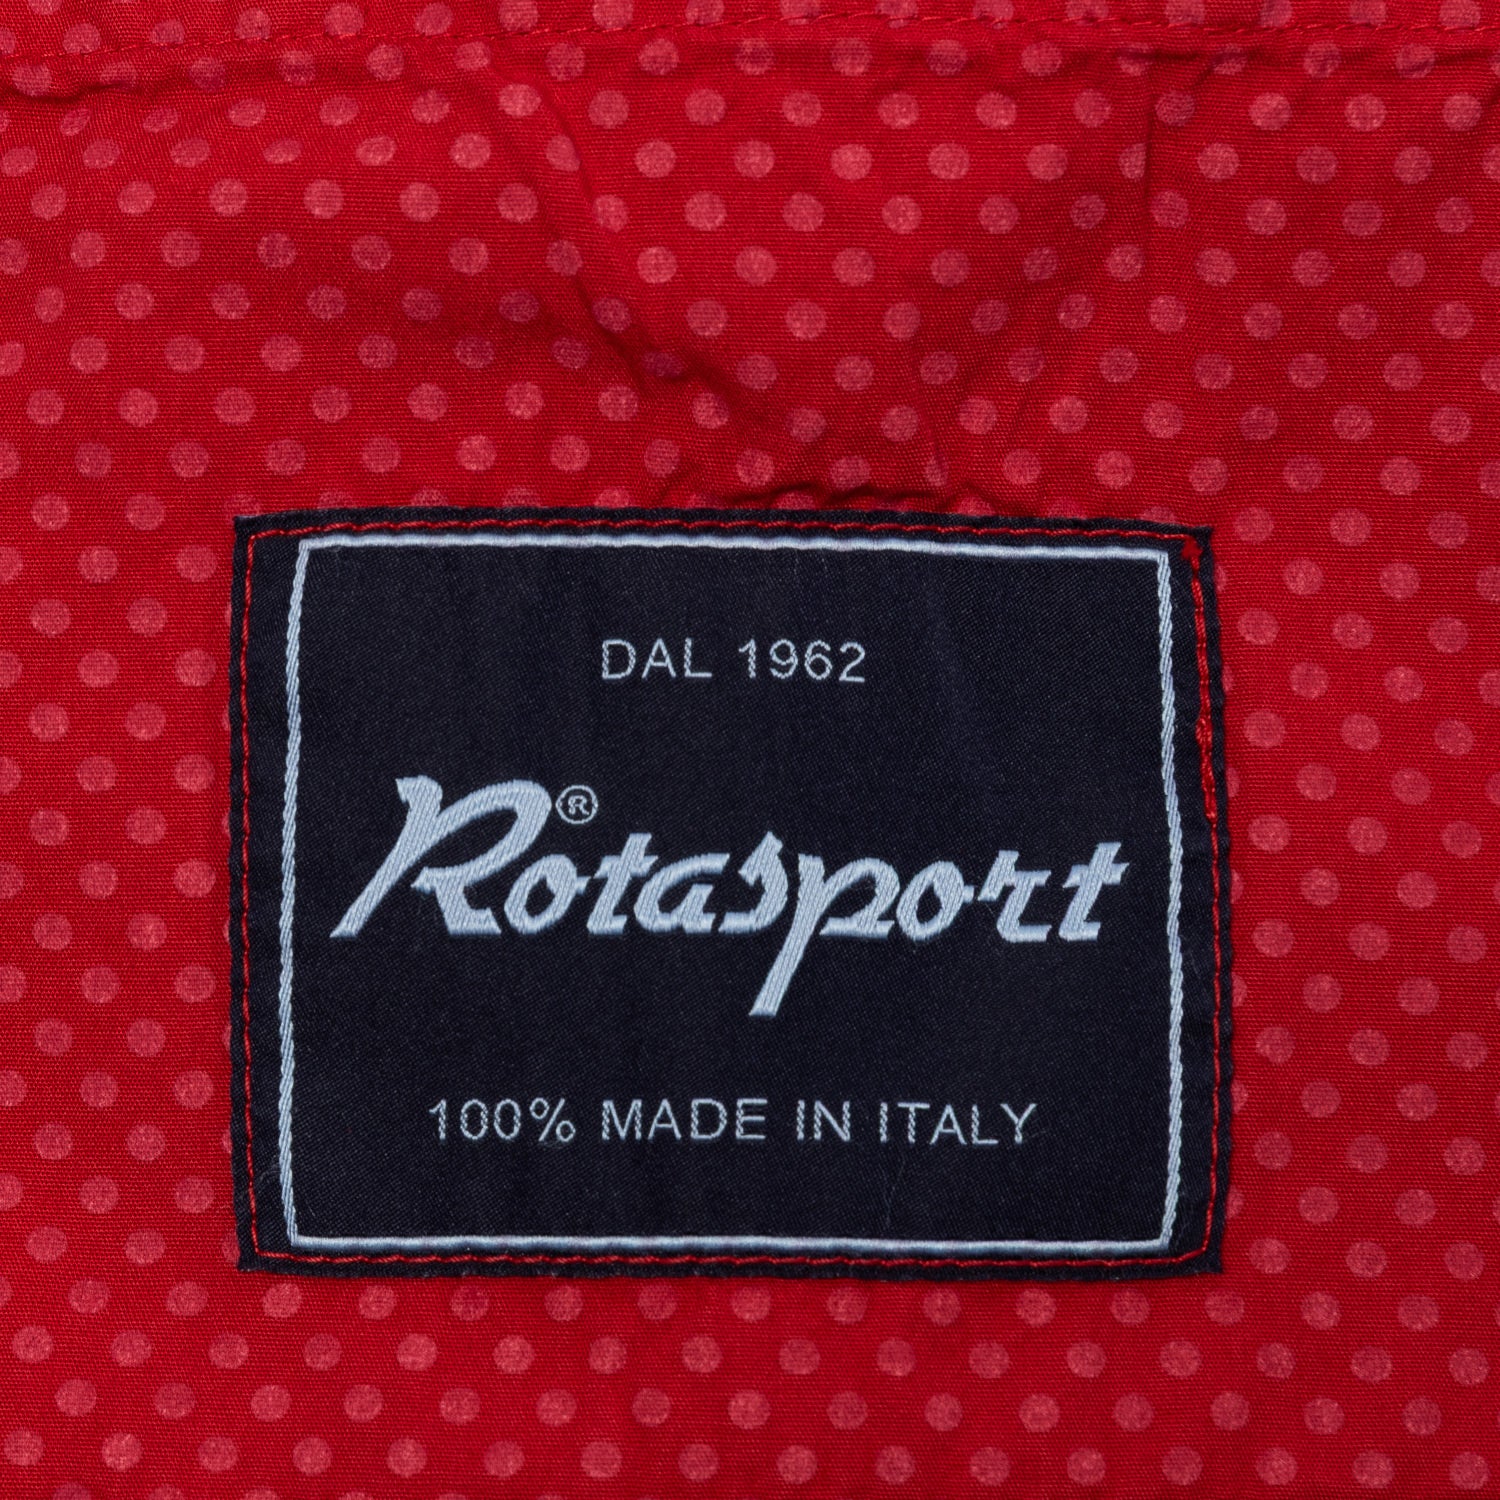 DAL 1962
Rotasport®
100% MADE IN ITALY